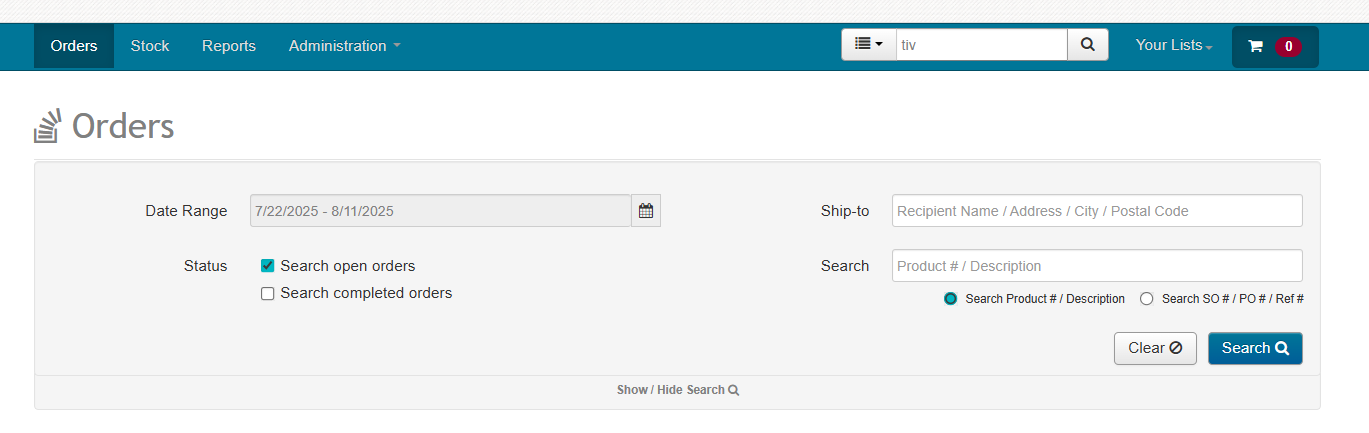 Orders Stock Reports Administration tiv Your Lists 0
Orders
Date Range 7/22/2025 - 8/11/2025 Ship-to Recipient Name / Address / City / Postal Code
Status Search open orders Search Product # / Description
Search completed orders Search Product # / Description Search SO # / PO # / Ref #
Clear Search
Show / Hide Search